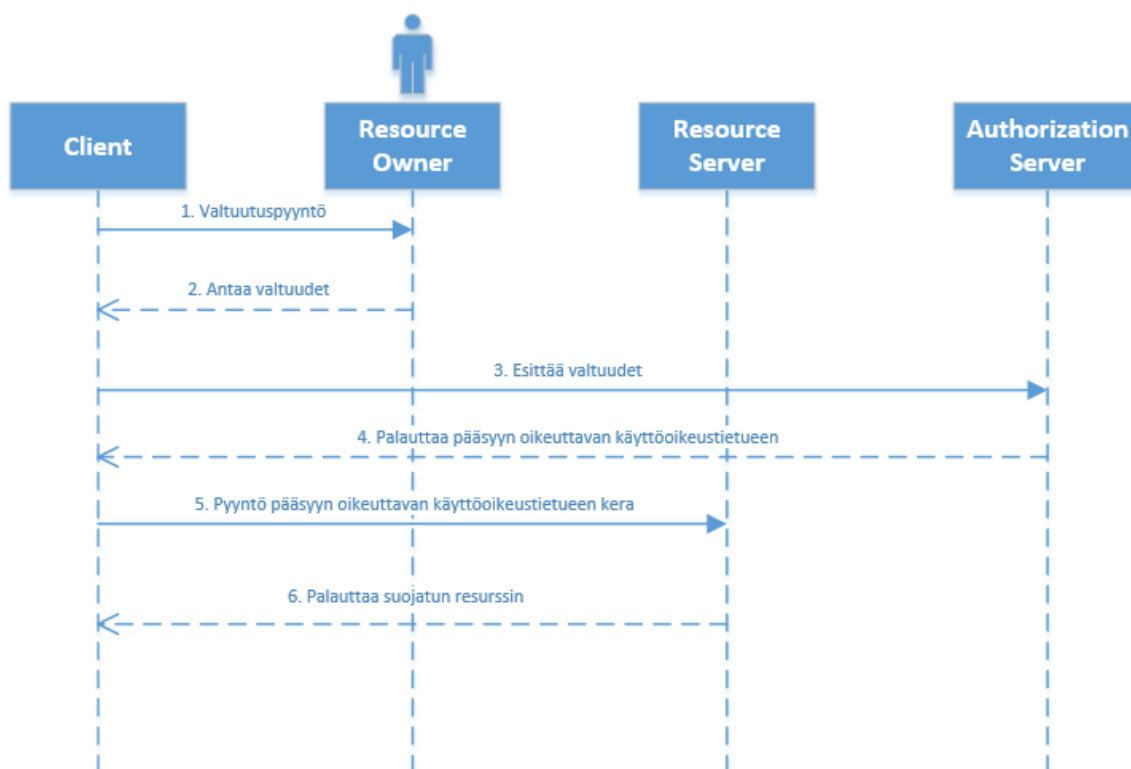 Client
Resource
Owner
Resource
Server
Authorization
Server
1. Valtuutuspyyntö
2. Antaa valtuudet
3. Esittää valtuudet
4. Palauttaa pääsyyn oikeuttavan käyttöoikeustietueen
5. Pyyntö pääsyyn oikeuttavan käyttöoikeustietueen kera
6. Palauttaa suojatun resurssin